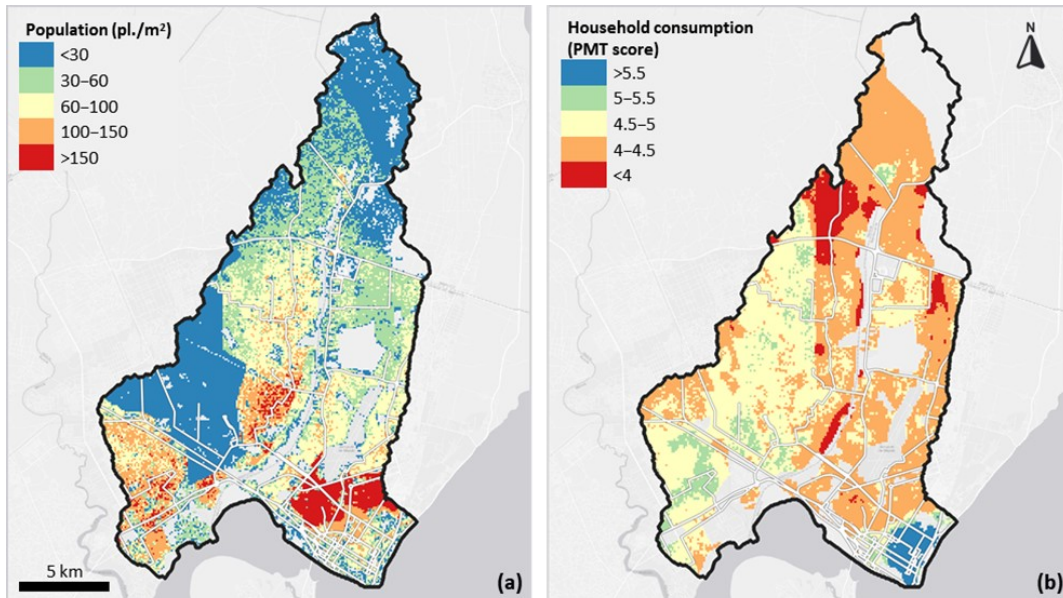 Population (pl./m²)
<30
30–60
60–100
100–150
>150
5 km
(a)
Household consumption
(PMT score)
>5.5
5–5.5
4.5–5
4–4.5
<4
N
(b)